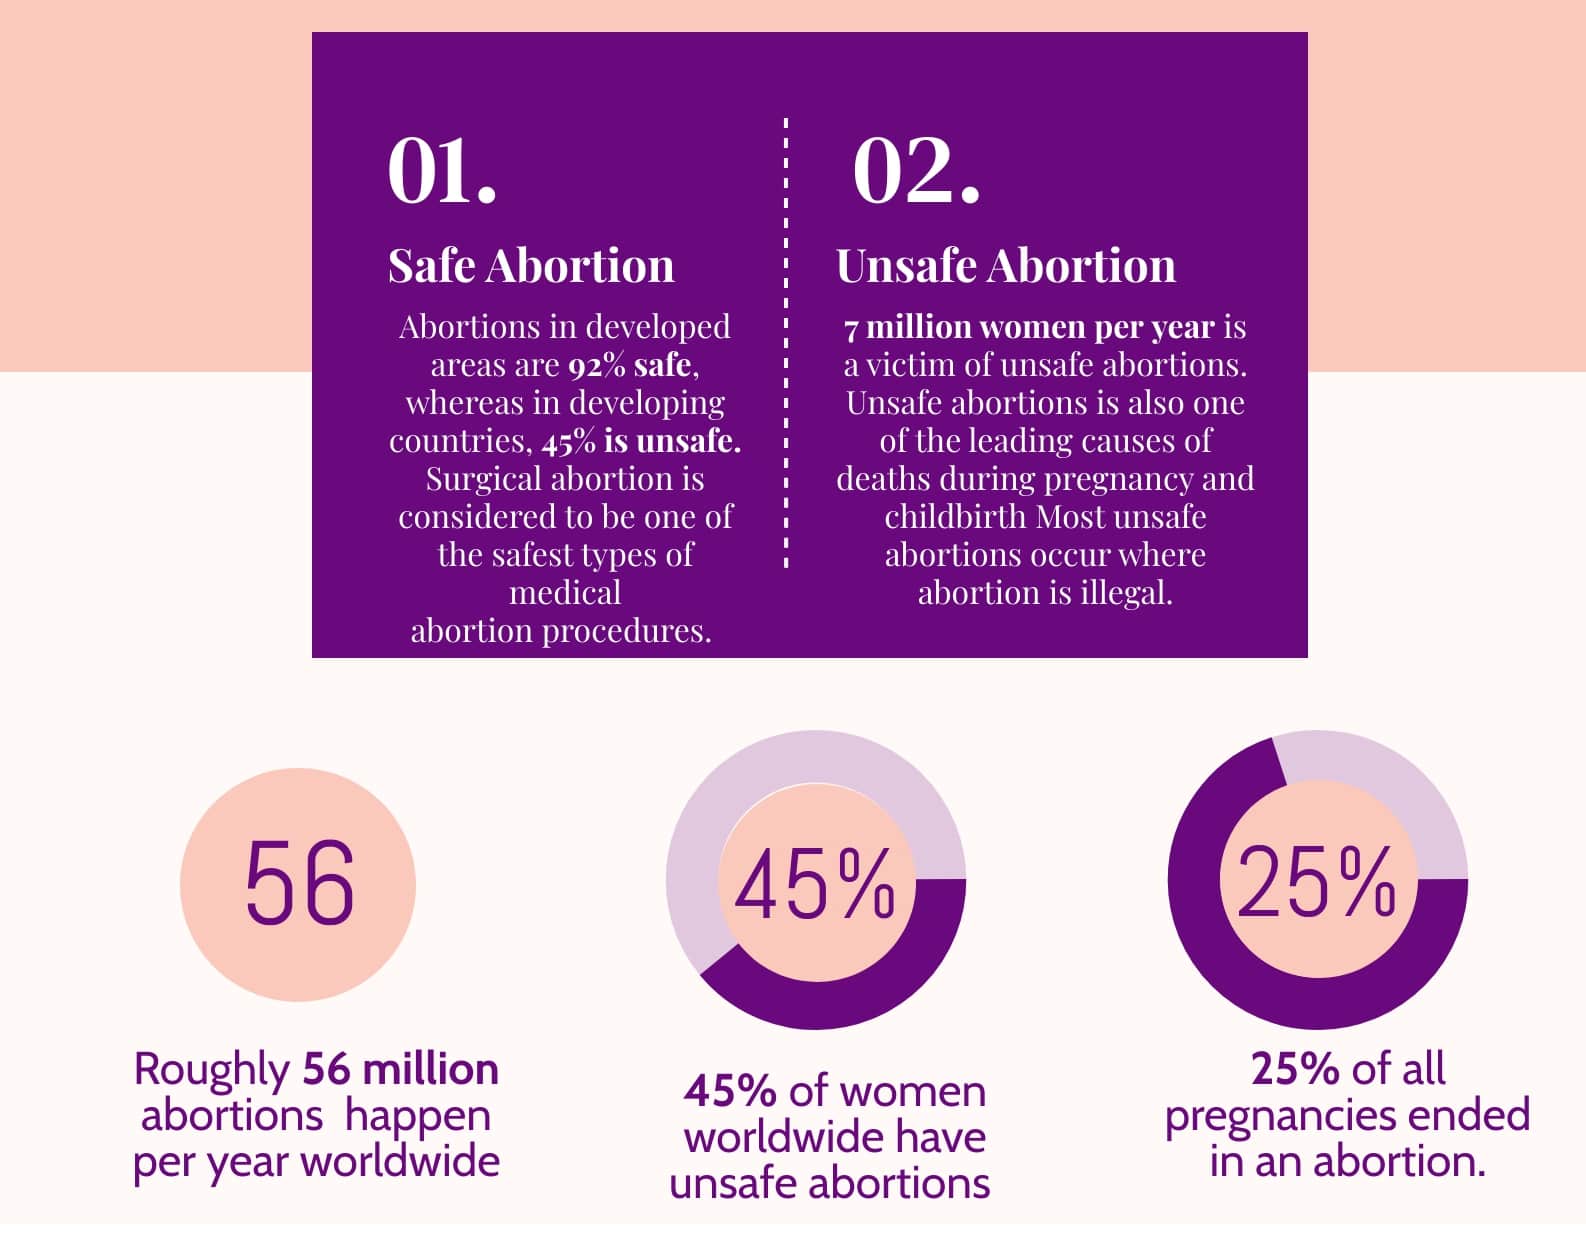 01.
Safe Abortion
Abortions in developed
areas are 92% safe,
whereas in developing
countries, 45% is unsafe.
Surgical abortion is
considered to be one of
the safest types of
medical
abortion procedures.
02.
Unsafe Abortion
7 million women per year is
a victim of unsafe abortions.
Unsafe abortions is also one
of the leading causes of
deaths during pregnancy and
childbirth Most unsafe
abortions occur where
abortion is illegal.
56
Roughly 56 million
abortions happen
per year worldwide
45%
45% of women
worldwide have
unsafe abortions
25%
25% of all
pregnancies ended
in an abortion.